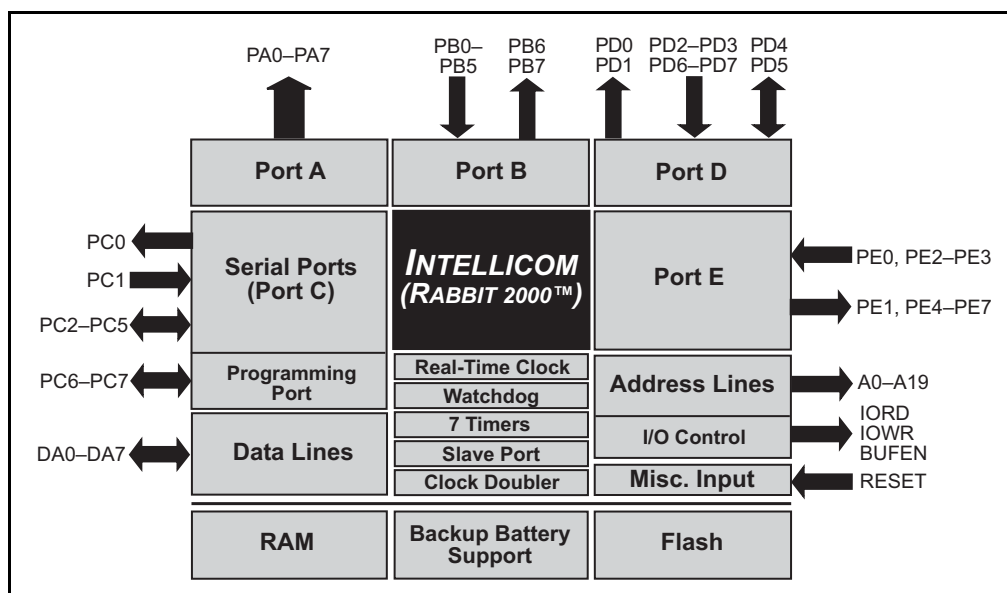 PA0–PA7
PB0–
PB5
PB6
PB7
PD0
PD1
PD2–PD3
PD6–PD7
PD4
PD5
Port A
Port B
Port D
PC0
PC1
PC2–PC5
PC6–PC7
DA0–DA7
Serial Ports
(Port C)
Programming
Port
Data Lines
INTELLICOM
(RABBIT 2000™)
Real-Time Clock
Watchdog
7 Timers
Slave Port
Clock Doubler
Port E
Address Lines
I/O Control
Misc. Input
PE0, PE2–PE3
PE1, PE4–PE7
A0–A19
IORD
IOWR
BUFEN
RESET
RAM
Backup Battery
Support
Flash